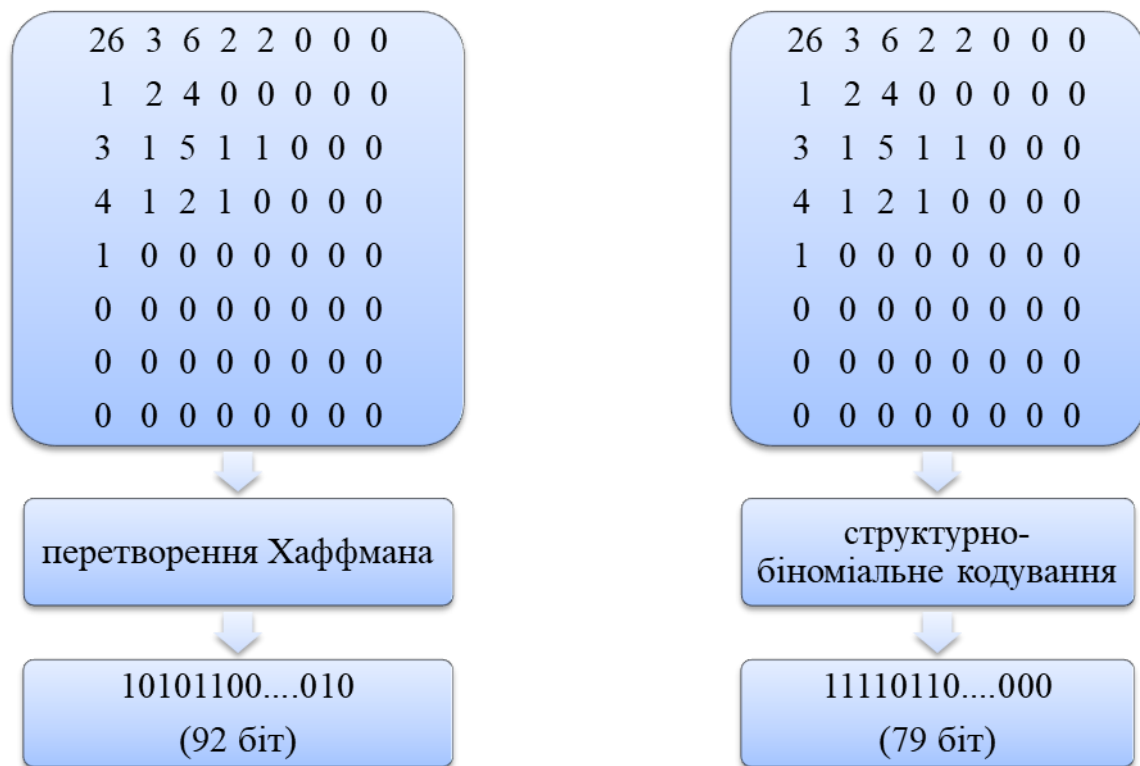 26 3 6 2 2 0 0 0
1 2 4 0 0 0 0 0
3 1 5 1 1 0 0 0
4 1 2 1 0 0 0 0
1 0 0 0 0 0 0 0
0 0 0 0 0 0 0 0
0 0 0 0 0 0 0 0
0 0 0 0 0 0 0 0
перетворення Хаффмана
10101100....010
(92 біт)
26 3 6 2 2 0 0 0
1 2 4 0 0 0 0 0
3 1 5 1 1 0 0 0
4 1 2 1 0 0 0 0
1 0 0 0 0 0 0 0
0 0 0 0 0 0 0 0
0 0 0 0 0 0 0 0
0 0 0 0 0 0 0 0
структурно-
біноміальне кодування
11110110....000
(79 біт)